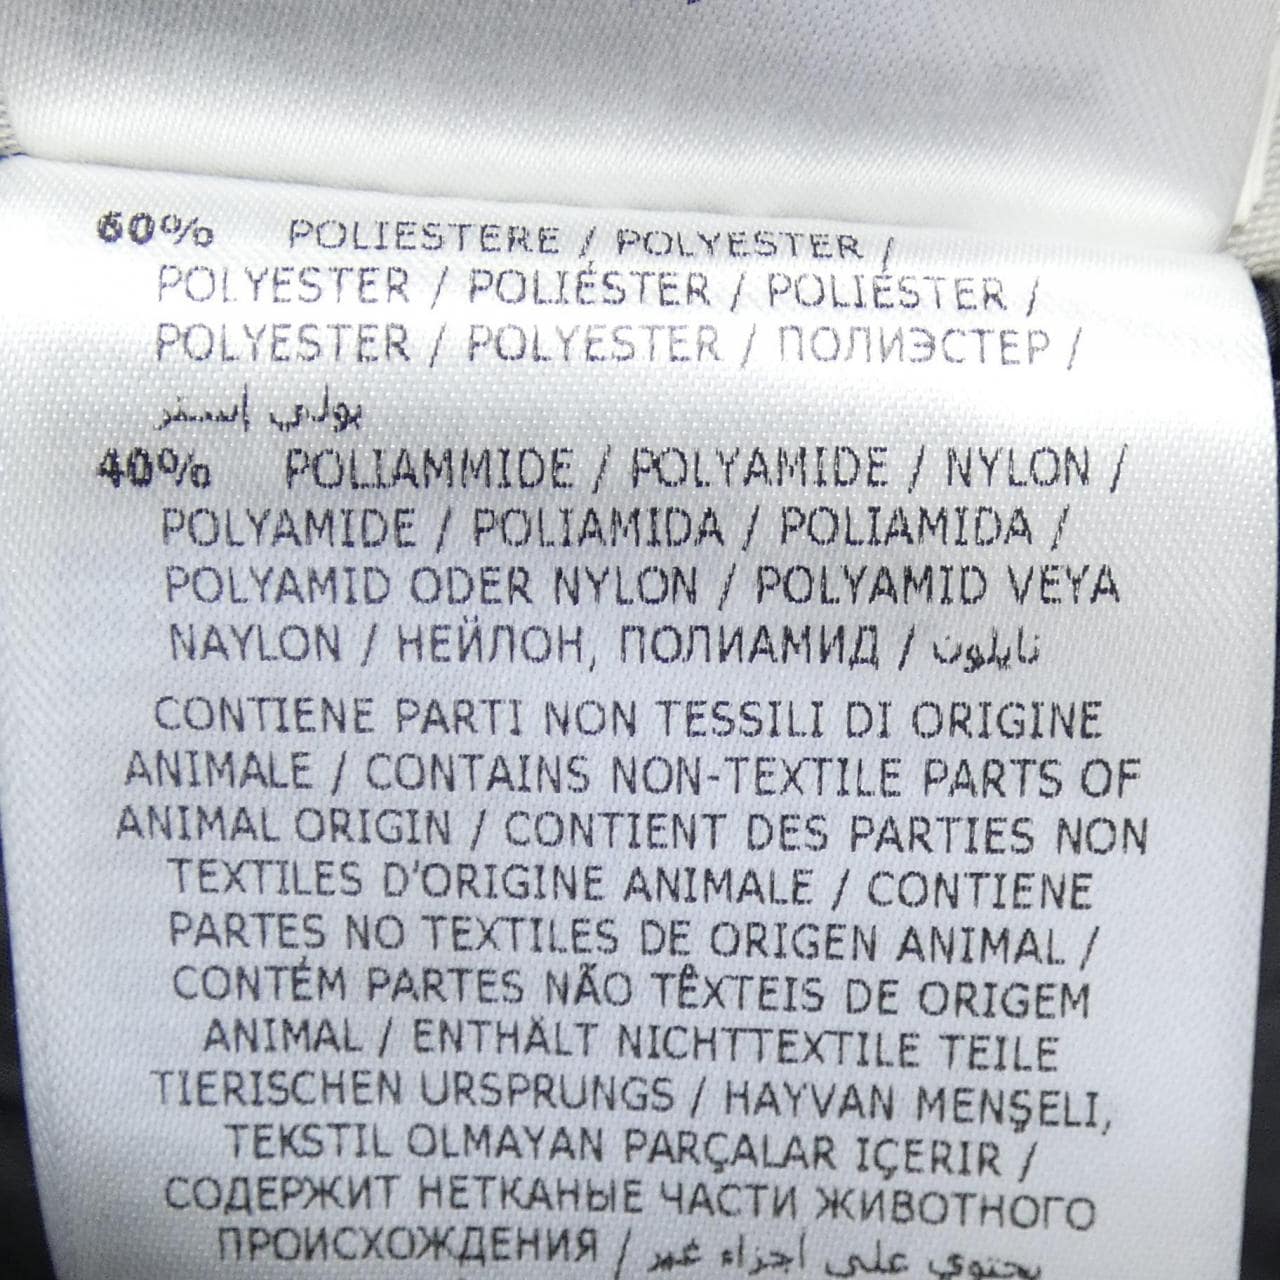 60% POLIESTERE / POLYESTER /
POLYESTER / POLIÉSTER / POLIÉSTER /
POLYESTER / POLYESTER / ПОЛИЭСТЕР /
بولي إستر
40% POLIAMMIDE / POLYAMIDE / NYLON /
POLYAMIDE / POLIAMIDA / POLIAMIDA /
POLYAMID ODER NYLON / POLYAMID VEYA
NAYLON / НЕЙЛОН, ПОЛИАМИД / نايلون
CONTIENE PARTI NON TESSILI DI ORIGINE
ANIMALE / CONTAINS NON-TEXTILE PARTS OF
ANIMAL ORIGIN / CONTIENT DES PARTIES NON
TEXTILES D'ORIGINE ANIMALE / CONTIENE
PARTES NO TEXTILES DE ORIGEN ANIMAL /
CONTÉM PARTES NÃO TÊXTEIS DE ORIGEM
ANIMAL / ENTHÄLT NICHTTEXTILE TEILE
TIERISCHEN URSPRUNGS / HAYVAN MENŞELI,
TEKSTIL OLMAYAN PARÇALAR IÇERIR /
СОДЕРЖИТ НЕТКАНЫЕ ЧАСТИ ЖИВОТНОГО
ПРОИСХОЖДЕНИЯ / يحتوي على أجزاء غير